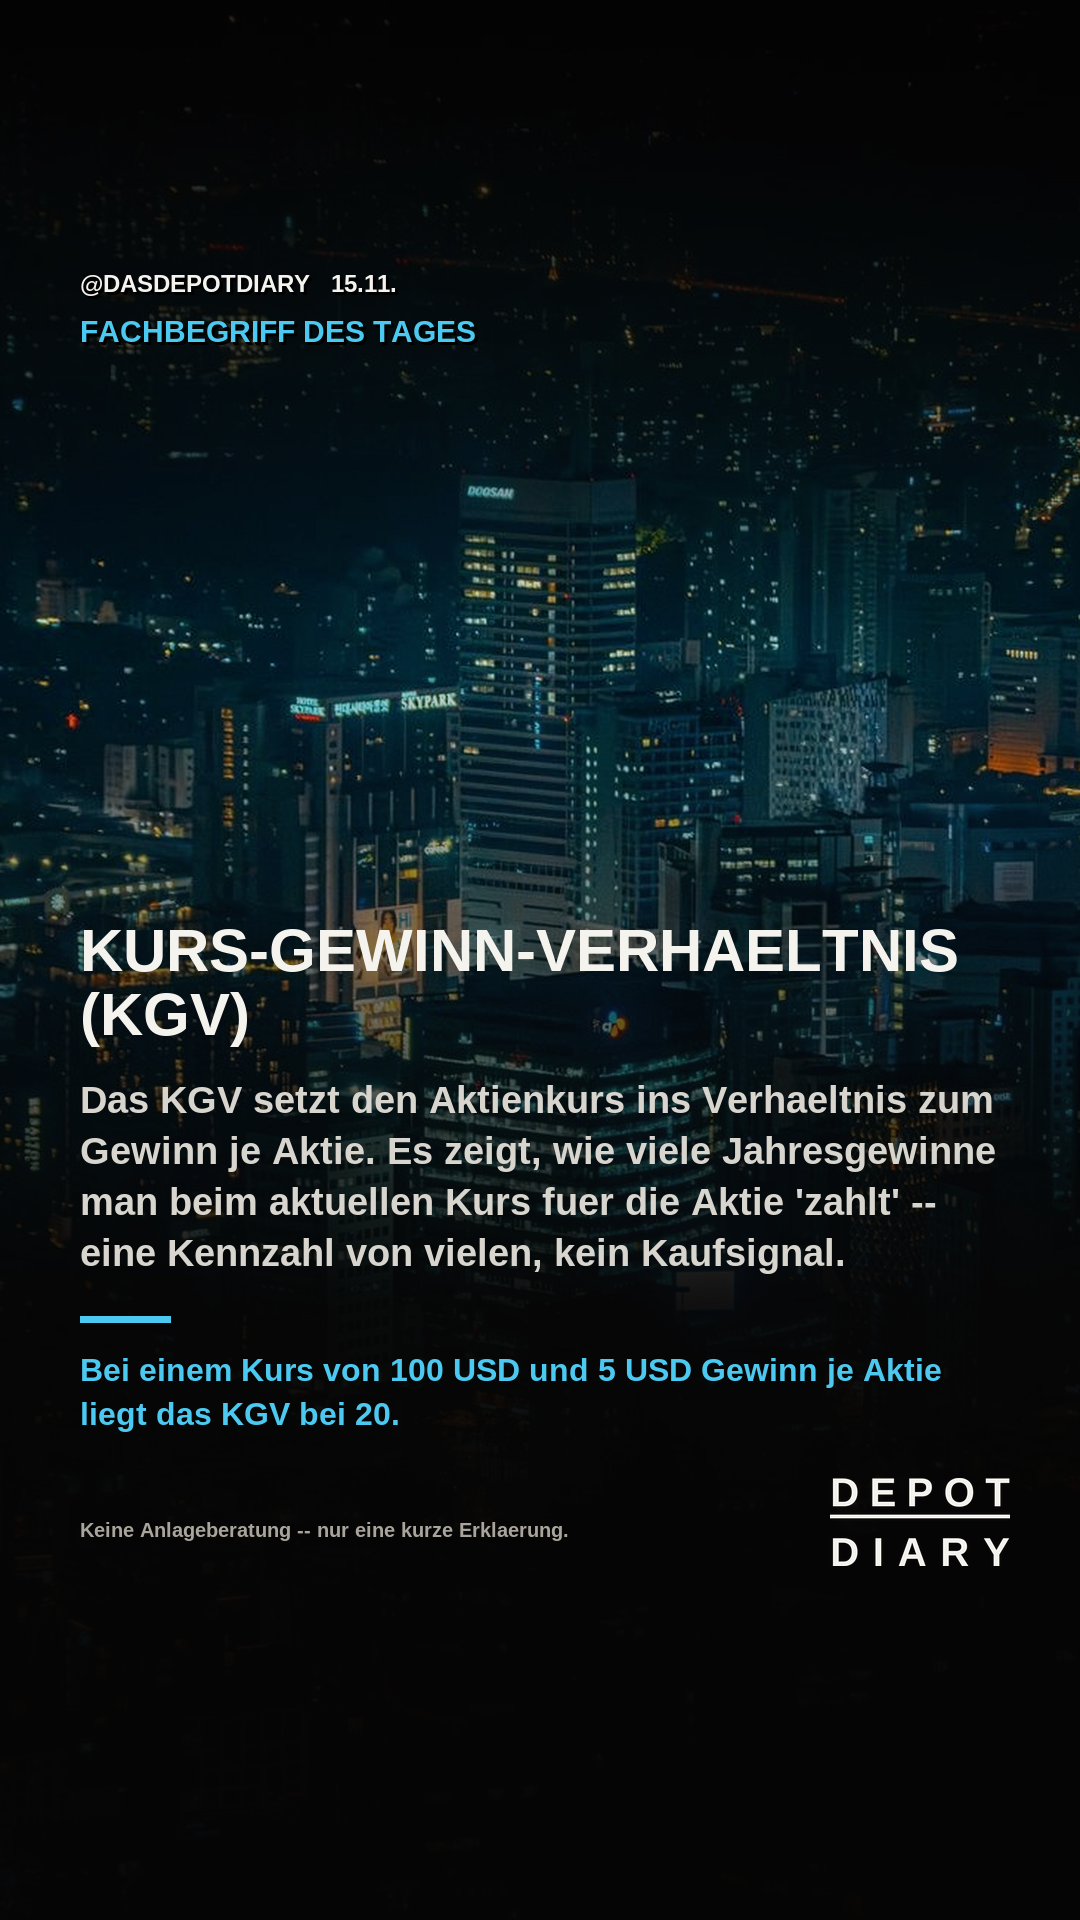 @DASDEPOTDIARY 15.11.
FACHBEGRIFF DES TAGES
DOOSAN
HOTEL
SKYPARK
SKYPARK
KURS-GEWINN-VERHAELTNIS
(KGV)
Das KGV setzt den Aktienkurs ins Verhaeltnis zum
Gewinn je Aktie. Es zeigt, wie viele Jahresgewinne
man beim aktuellen Kurs fuer die Aktie 'zahlt' --
eine Kennzahl von vielen, kein Kaufsignal.
Bei einem Kurs von 100 USD und 5 USD Gewinn je Aktie
liegt das KGV bei 20.
Keine Anlageberatung -- nur eine kurze Erklaerung.
DEPOT
DIARY